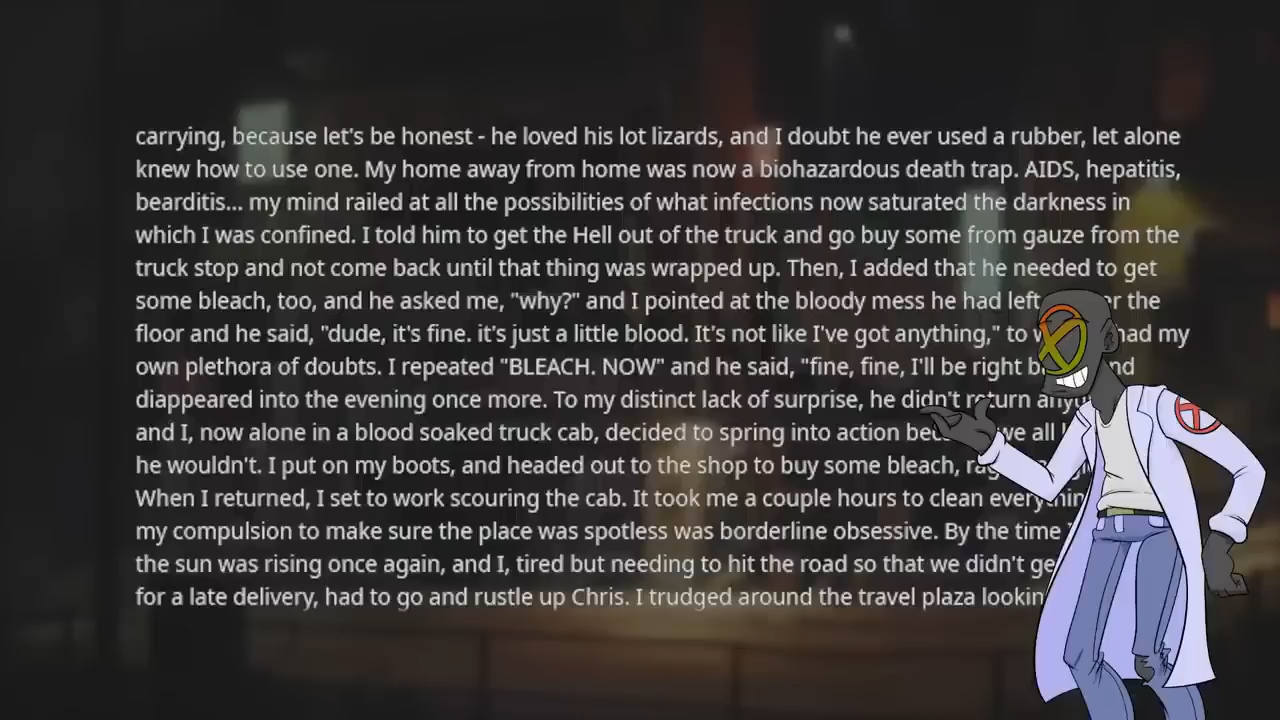 carrying, because let's be honest - he loved his lot lizards, and I doubt he ever used a rubber, let alone
knew how to use one. My home away from home was now a biohazardous death trap. AIDS, hepatitis,
bearditis... my mind railed at all the possibilities of what infections now saturated the darkness in
which I was confined. I told him to get the Hell out of the truck and go buy some from gauze from the
truck stop and not come back until that thing was wrapped up. Then, I added that he needed to get
some bleach, too, and he asked me, "why?" and I pointed at the bloody mess he had left the
floor and he said, "dude, it's fine. it's just a little blood. It's not like I've got anything," to had my
own plethora of doubts. I repeated "BLEACH. NOW" and he said, "fine, fine, I'll be right
diappeared into the evening once more. To my distinct lack of surprise, he didn't return
and I, now alone in a blood soaked truck cab, decided to spring into action we all
he wouldn't. I put on my boots, and headed out to the shop to buy some bleach,
When I returned, I set to work scouring the cab. It took me a couple hours to clean
my compulsion to make sure the place was spotless was borderline obsessive. By the time
the sun was rising once again, and I, tired but needing to hit the road so that we didn't
for a late delivery, had to go and rustle up Chris. I trudged around the travel plaza